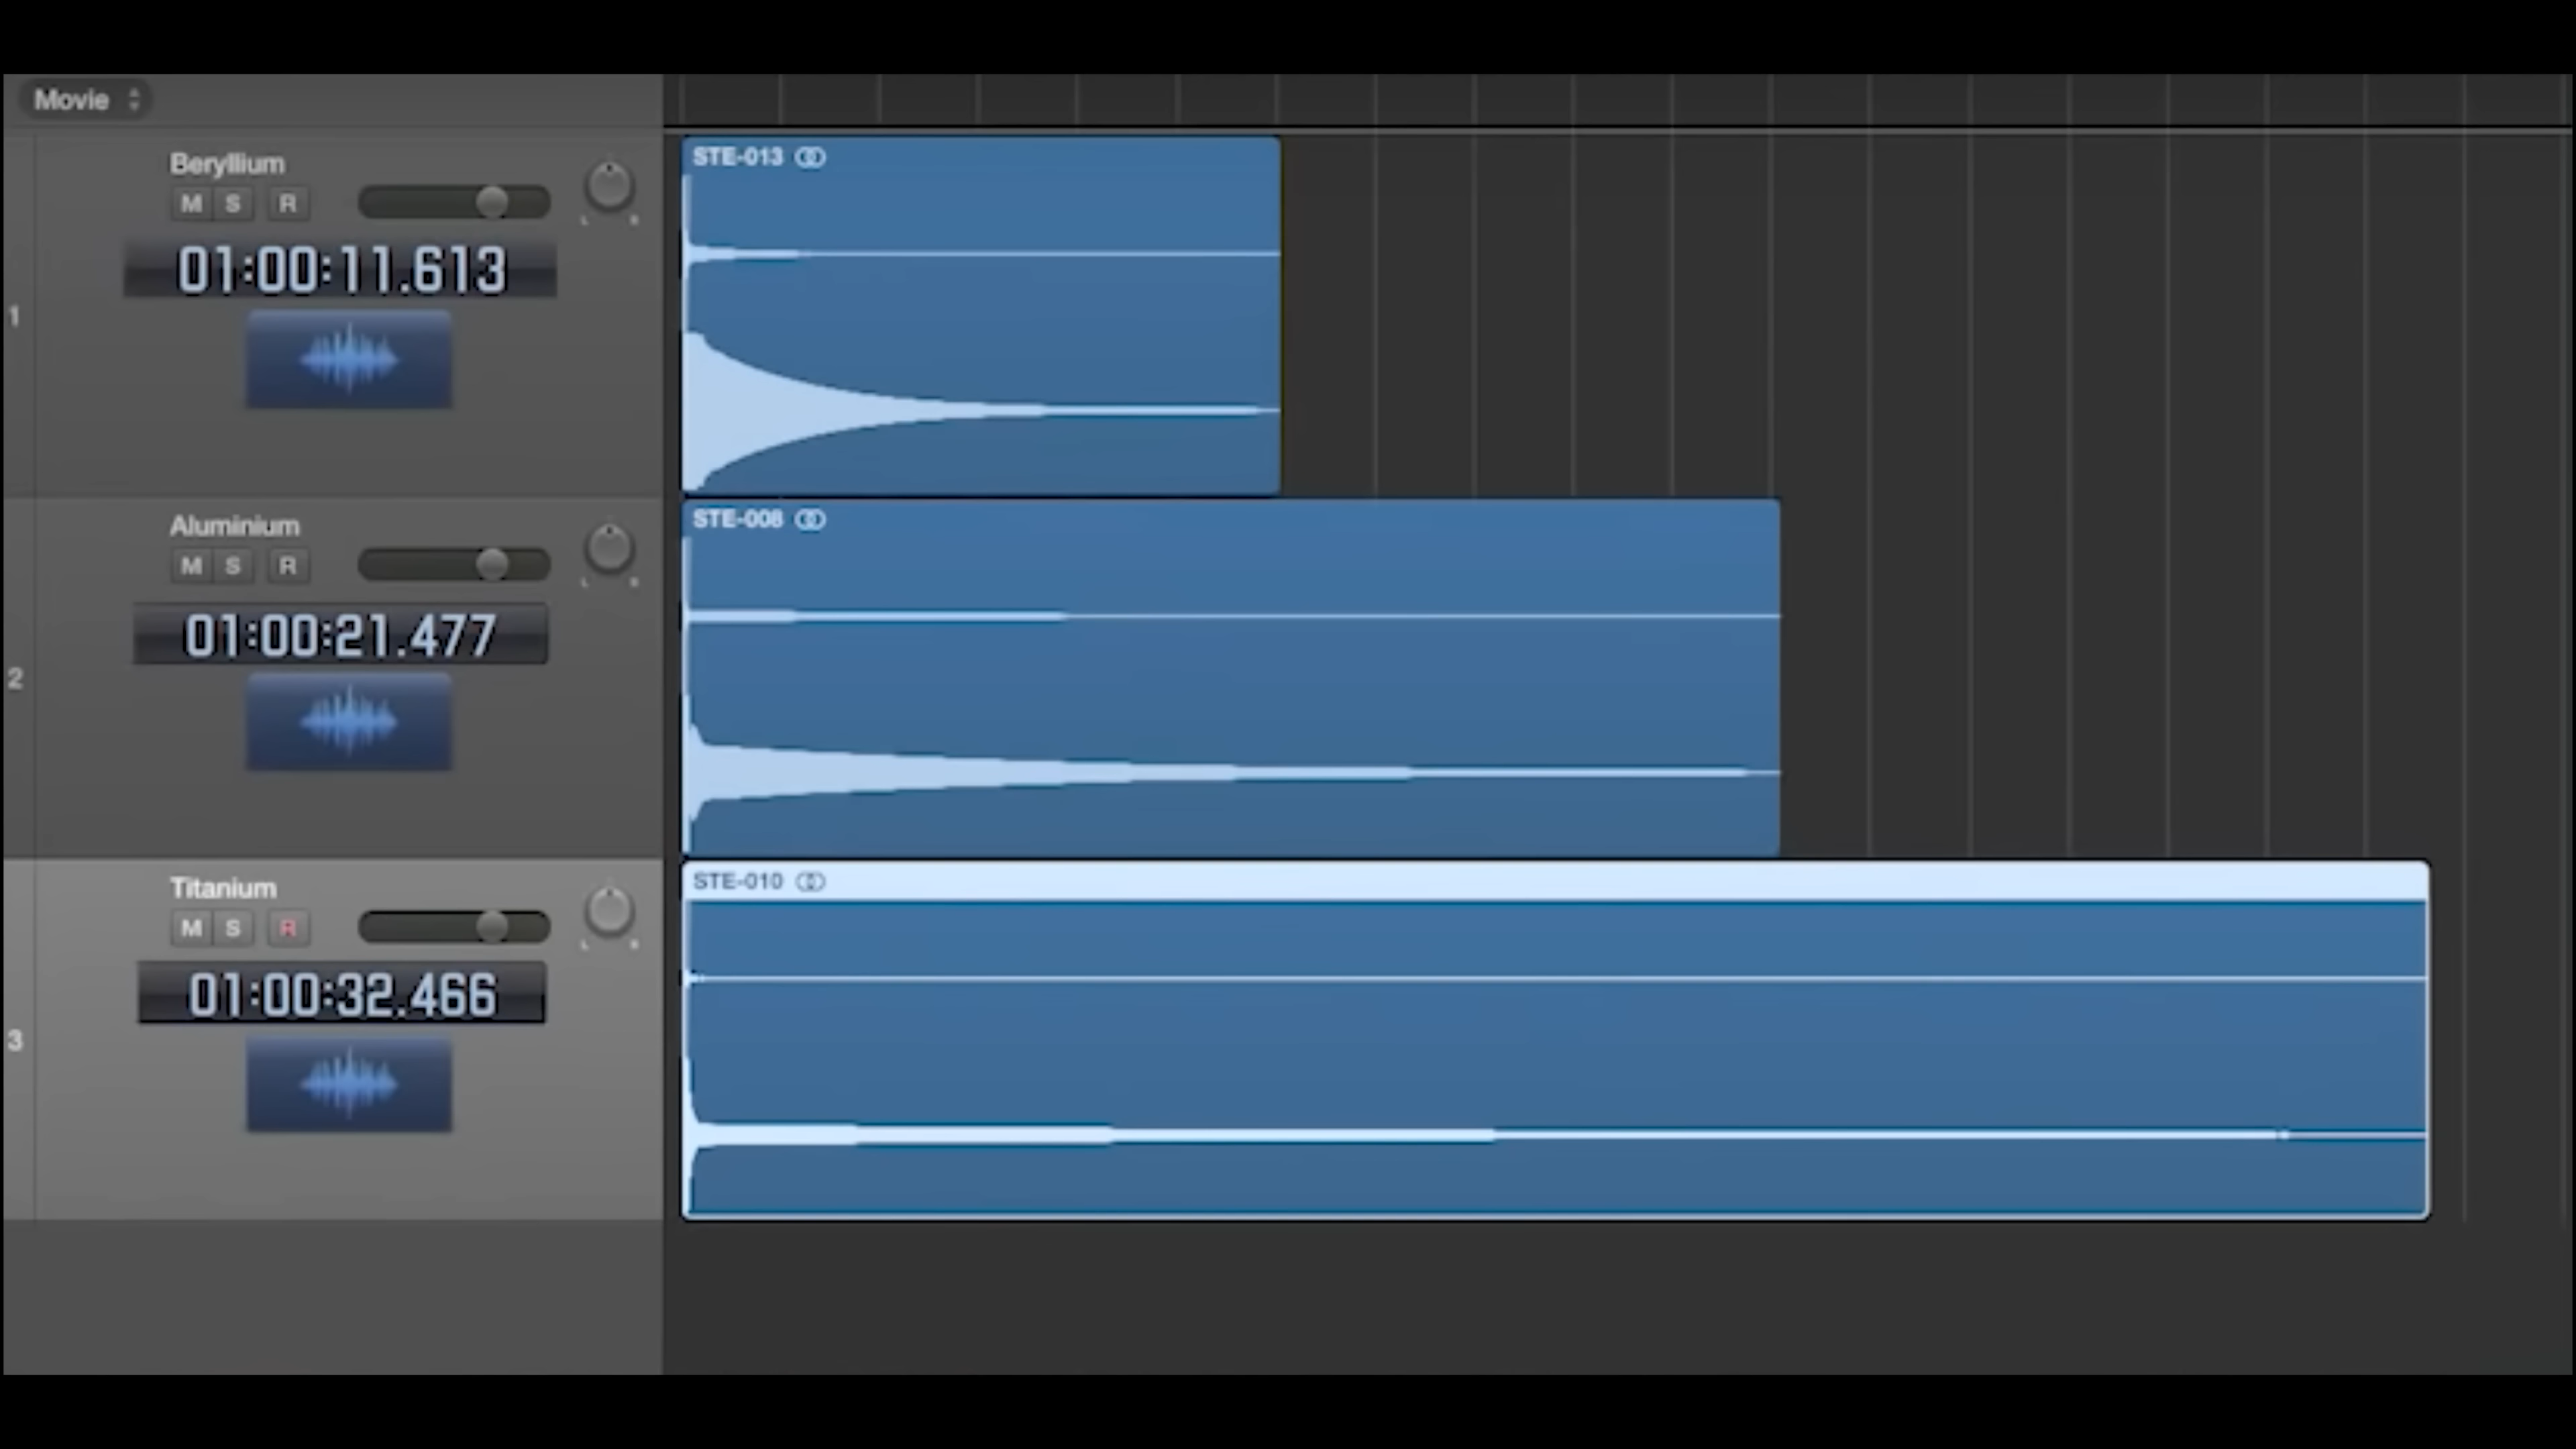 Movie
Beryllium
M S R
L R
01:00:11.613
1
STE-013
Aluminium
M S R
L R
01:00:21.477
2
STE-008
Titanium
M S R
L R
01:00:32.466
3
STE-010